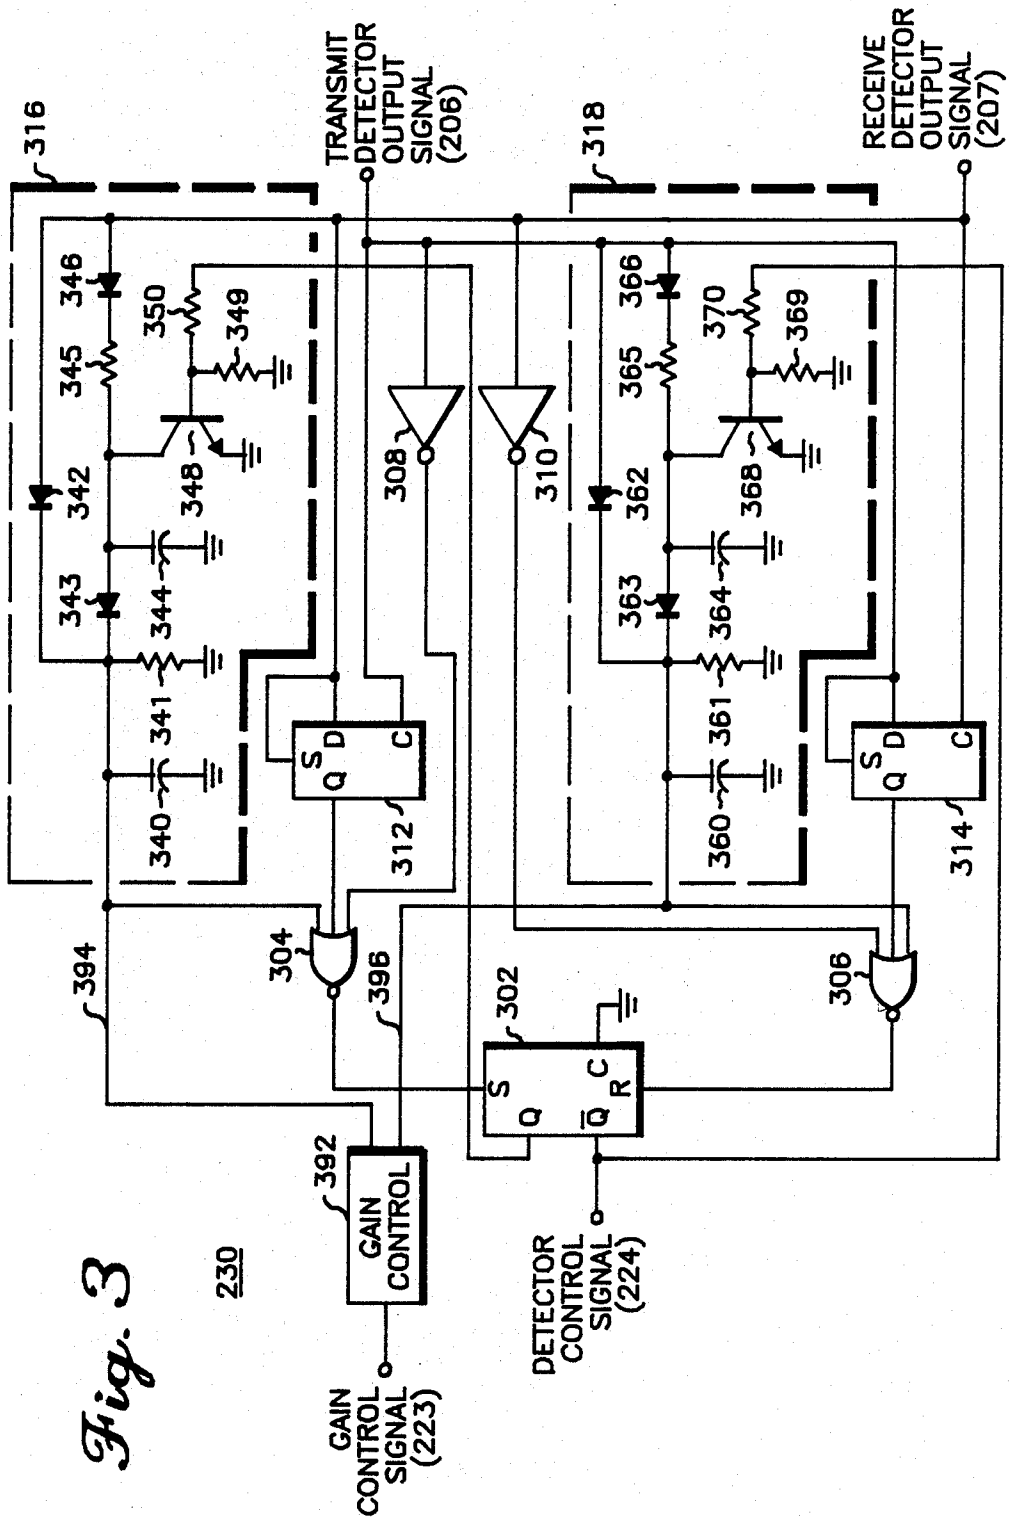 Fig. 3
230
GAIN
CONTROL
SIGNAL
(223)
392
GAIN
CONTROL
DETECTOR
CONTROL
SIGNAL
(224)
394
396
302
S
Q
C
Q
R
304
306
316
340
341
342
343
344
345
346
348
349
350
312
S
Q
D
C
308
310
TRANSMIT
DETECTOR
OUTPUT
SIGNAL
(206)
318
360
361
362
363
364
365
366
368
369
370
314
S
Q
D
C
RECEIVE
DETECTOR
OUTPUT
SIGNAL
(207)